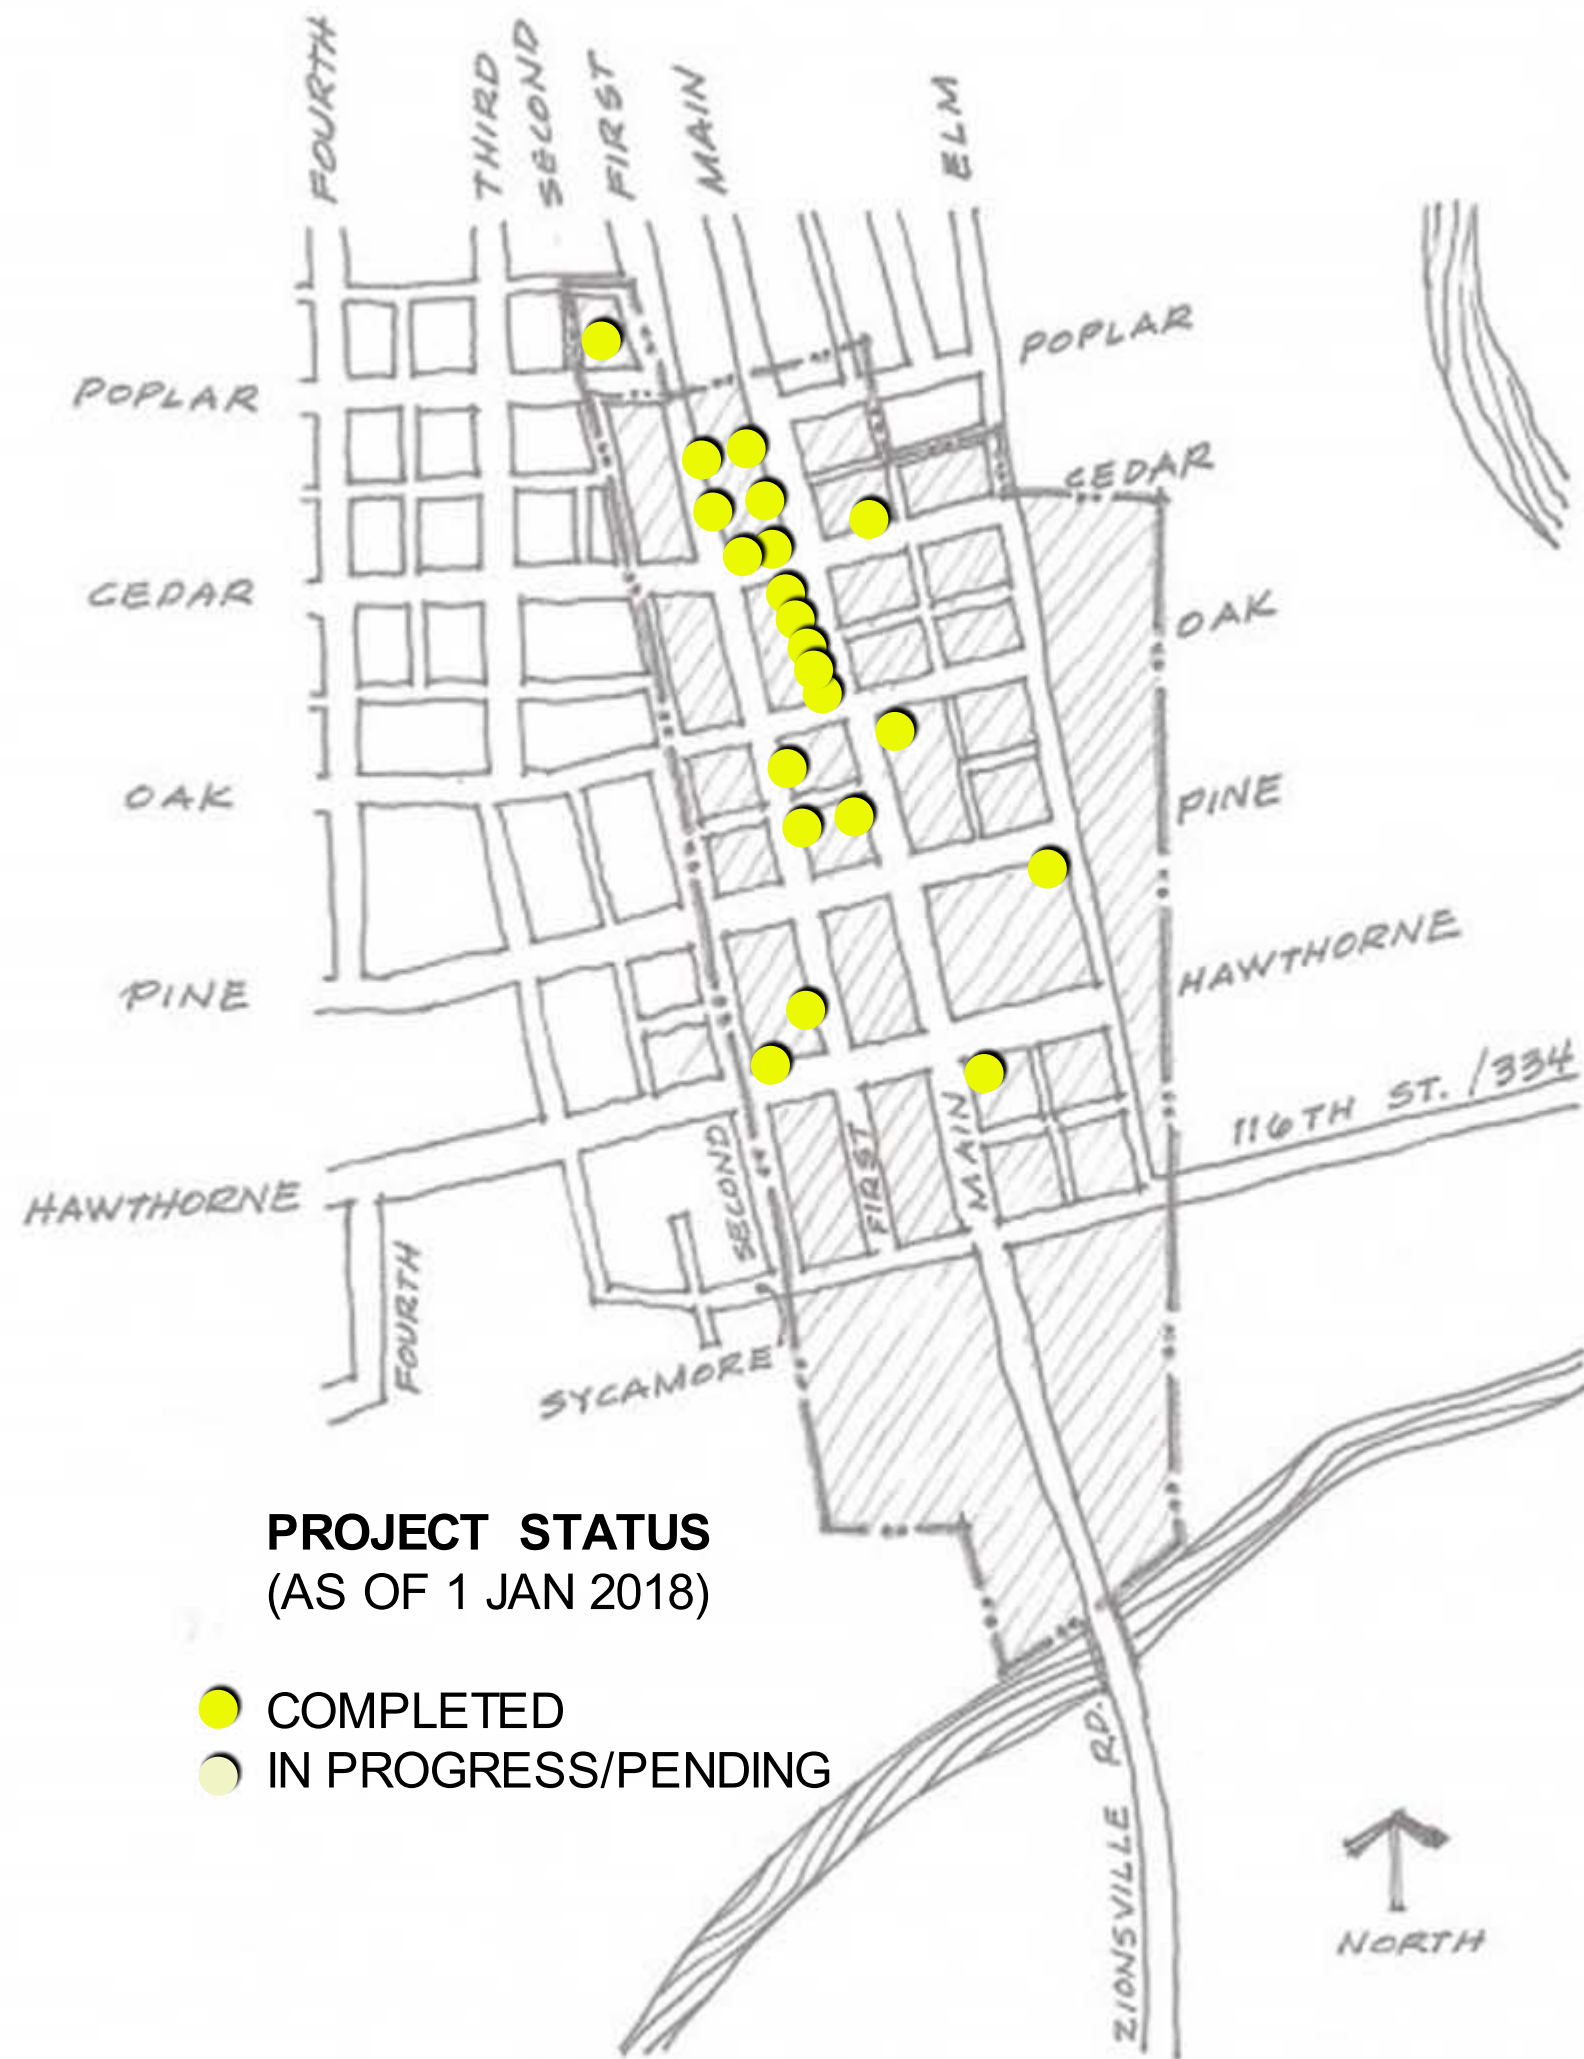 FOURTH
THIRD
SECOND
FIRST
MAIN
ELM
POPLAR
POPLAR
CEDAR
CEDAR
OAK
OAK
PINE
PINE
HAWTHORNE
HAWTHORNE
116TH ST. /334
SECOND
FIRST
MAIN
FOURTH
SYCAMORE
PROJECT STATUS
(AS OF 1 JAN 2018)
COMPLETED
IN PROGRESS/PENDING
ZIONSVILLE RD.
NORTH